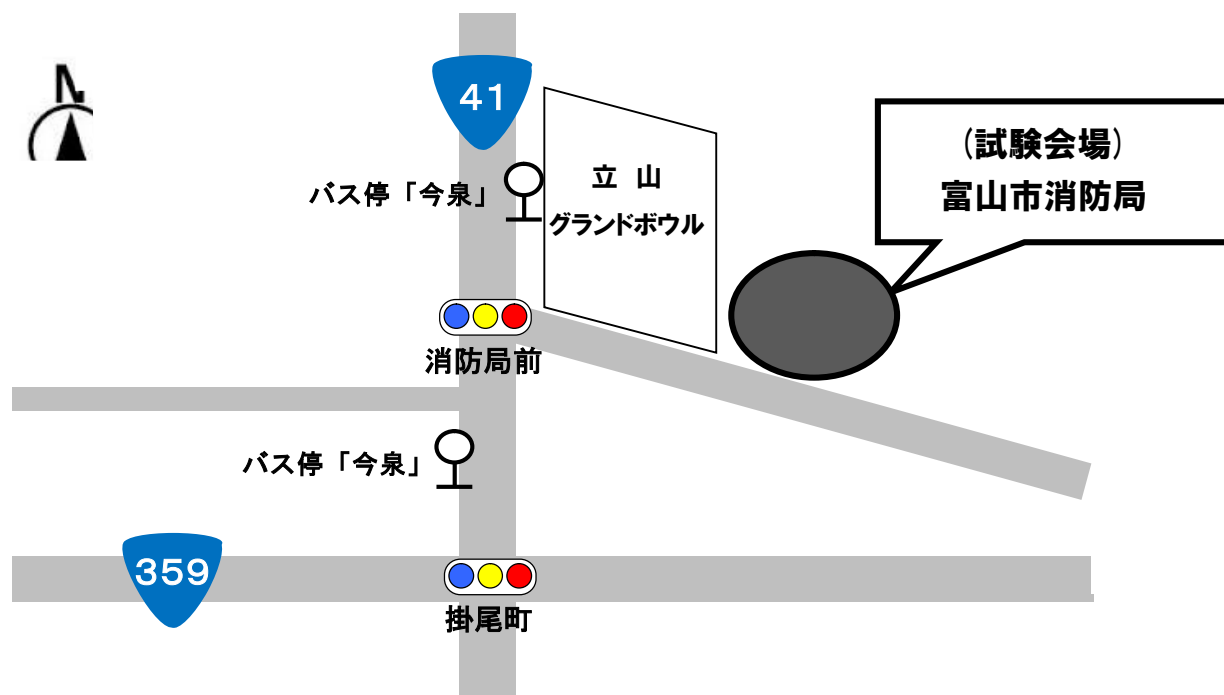 N
41
(試験会場)
富山市消防局
バス停「今泉」
立 山
グランドボウル
消防局前
バス停「今泉」
359
掛尾町